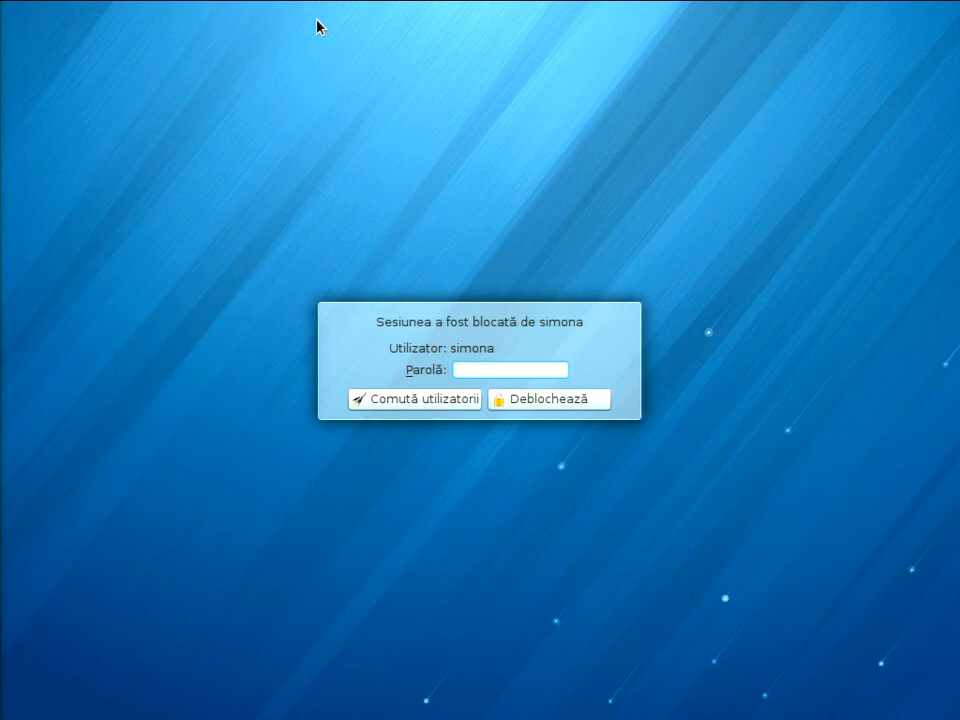 Sesiunea a fost blocată de simona
Utilizator: simona
Parolă:
Comută utilizatorii Deblochează